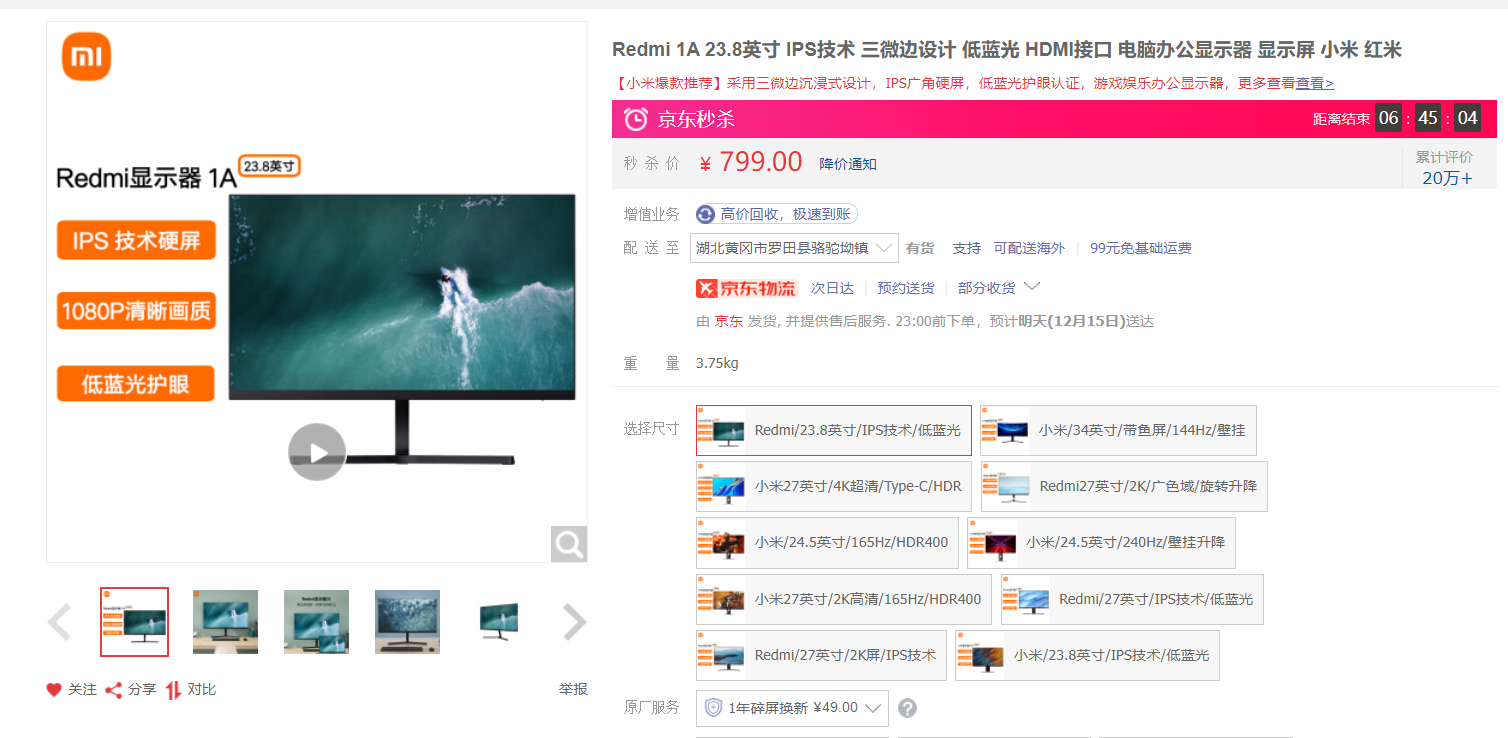 Redmi 1A 23.8英寸 IPS技术 三微边设计 低蓝光 HDMI接口 电脑办公显示器 显示屏 小米 红米
【小米爆款推荐】采用三微边沉浸式设计，IPS广角硬屏，低蓝光护眼认证，游戏娱乐办公显示器，更多查看查看>
京东秒杀 距离结束 06 : 45 : 04
秒杀价 ¥ 799.00 降价通知 累计评价
20万+
增值业务 高价回收，极速到账
配送至 湖北黄冈市罗田县骆驼坳镇 有货 支持 可配送海外 | 99元免基础运费
京东物流 次日达 | 预约送货 | 部分收货
由 京东 发货, 并提供售后服务. 23:00前下单，预计明天(12月15日)送达
重量 3.75kg
选择尺寸 Redmi/23.8英寸/IPS技术/低蓝光 小米/34英寸/带鱼屏/144Hz/壁挂
小米27英寸/4K超清/Type-C/HDR Redmi27英寸/2K/广色域/旋转升降
小米/24.5英寸/165Hz/HDR400 小米/24.5英寸/240Hz/壁挂升降
小米27英寸/2K高清/165Hz/HDR400 Redmi/27英寸/IPS技术/低蓝光
Redmi/27英寸/2K屏/IPS技术 小米/23.8英寸/IPS技术/低蓝光
原厂服务 1年碎屏换新 ¥49.00 ?
mi
Redmi显示器 1A 23.8英寸
IPS 技术硬屏
1080P清晰画质
低蓝光护眼
关注 分享 对比 举报